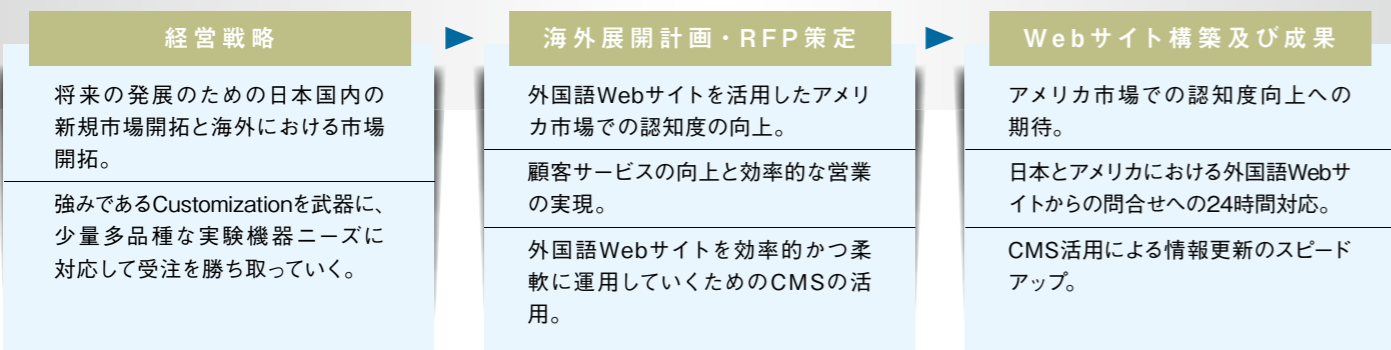 経営戦略
将来の発展のための日本国内の
新規市場開拓と海外における市場
開拓。
強みであるCustomizationを武器に、
少量多品種な実験機器ニーズに
対応して受注を勝ち取っていく。
海外展開計画・RFP策定
外国語Webサイトを活用したアメリ
カ市場での認知度の向上。
顧客サービスの向上と効率的な営業
の実現。
外国語Webサイトを効率的かつ柔
軟に運用していくためのCMSの活
用。
Webサイト構築及び成果
アメリカ市場での認知度向上への
期待。
日本とアメリカにおける外国語Webサ
イトからの問合せへの24時間対応。
CMS活用による情報更新のスピード
アップ。